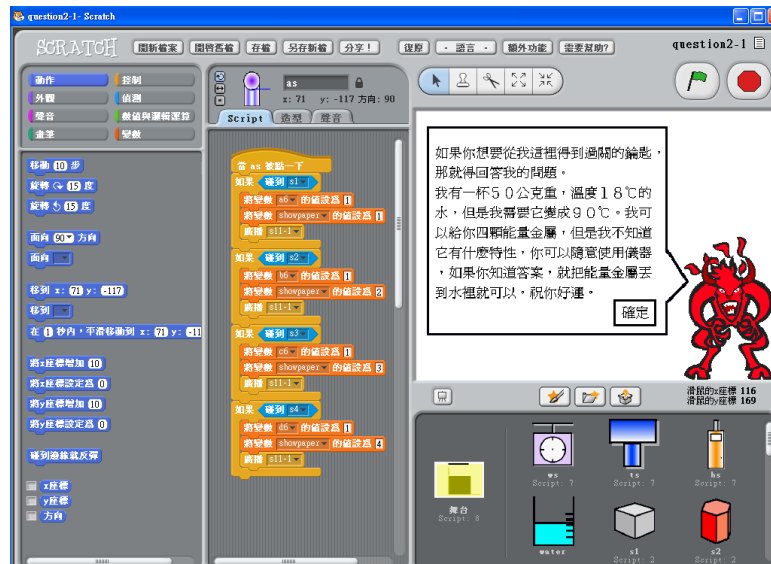 question2-1- Scratch
SCRATCH
開新檔案
開啓舊檔
存檔
另存新檔
分享！
復原
· 語言 ·
額外功能
需要幫助?
question2-1
動作
控制
外觀
偵測
聲音
數值與邏輯運算
畫筆
變數
移動 10 步
旋轉 15 度
旋轉 15 度
面向 90 方向
面向
移到 x: 71 y: -117
移到
在 1 秒內，平滑移動到 x: 71 y: -11
將x座標增加 10
將x座標設定爲 0
將y座標增加 10
將y座標設定爲 0
碰到邊緣就反彈
x座標
y座標
方向
as
x: 71 y: -117 方向: 90
Script
造型
聲音
當 as 被點一下
如果 碰到 s1
將變數 a6 的值設爲 1
將變數 showpaper 的值設爲 1
廣播 s11-1
如果 碰到 s2
將變數 b6 的值設爲 1
將變數 showpaper 的值設爲 2
廣播 s11-1
如果 碰到 s3
將變數 c6 的值設爲 1
將變數 showpaper 的值設爲 3
廣播 s11-1
如果 碰到 s4
將變數 d6 的值設爲 1
將變數 showpaper 的值設爲 4
廣播 s11-1
如果你想要從我這裡得到過關的鑰匙，
那就得回答我的問題。
我有一杯５０公克重，溫度１８℃的
水，但是我需要它變成９０℃。我可
以給你四顆能量金屬，但是我不知道
它有什麼特性，你可以隨意使用儀器
，如果你知道答案，就把能量金屬丟
到水裡就可以，祝你好運。
確定
滑鼠的x座標 116
滑鼠的y座標 169
舞台
Script: 8
ws
Script: 7
ts
Script: 7
hs
Script: 7
water
s1
Script: 2
s2
Script: 2